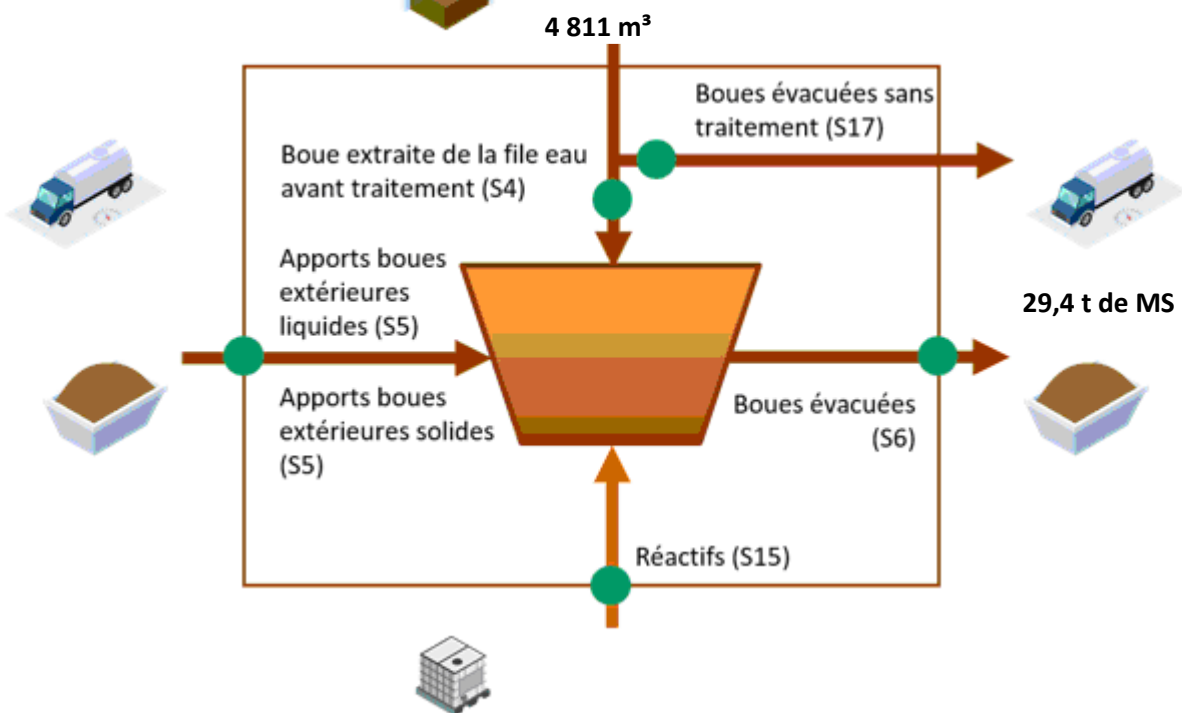 4 811 m³
Boues évacuées sans
traitement (S17)
Boue extraite de la file eau
avant traitement (S4)
Apports boues
extérieures
liquides (S5)
29,4 t de MS
Apports boues
extérieures solides
(S5)
Boues évacuées
(S6)
Réactifs (S15)